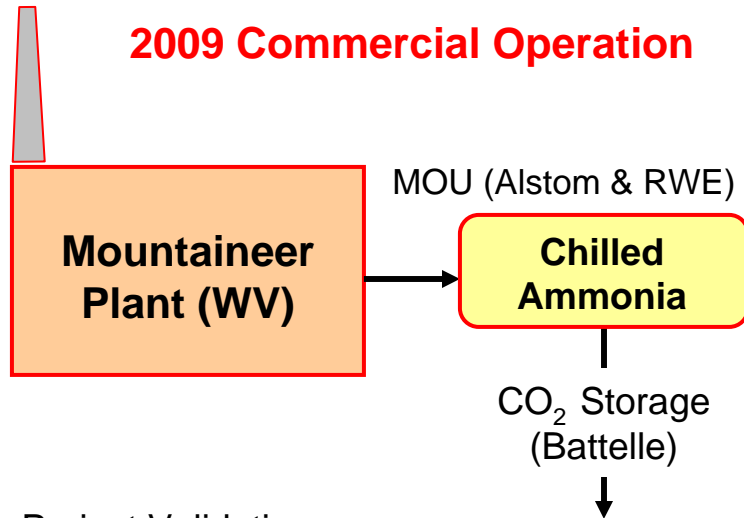 2009 Commercial Operation
MOU (Alstom & RWE)
Mountaineer
Plant (WV)
Chilled
Ammonia
CO₂ Storage
(Battelle)